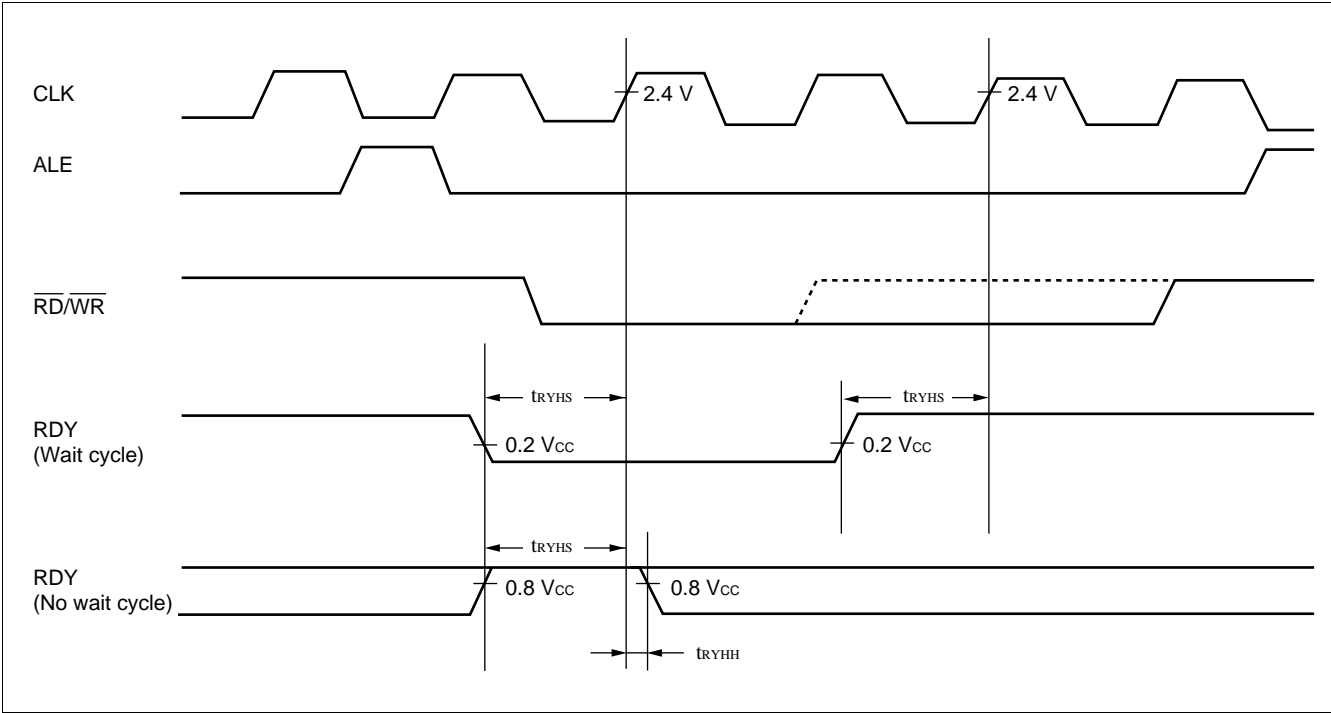 CLK
2.4 V
2.4 V
ALE
RD/WR
tRYHS
tRYHS
RDY
(Wait cycle)
0.2 VCC
0.2 VCC
tRYHS
RDY
(No wait cycle)
0.8 VCC
0.8 VCC
tRYHH